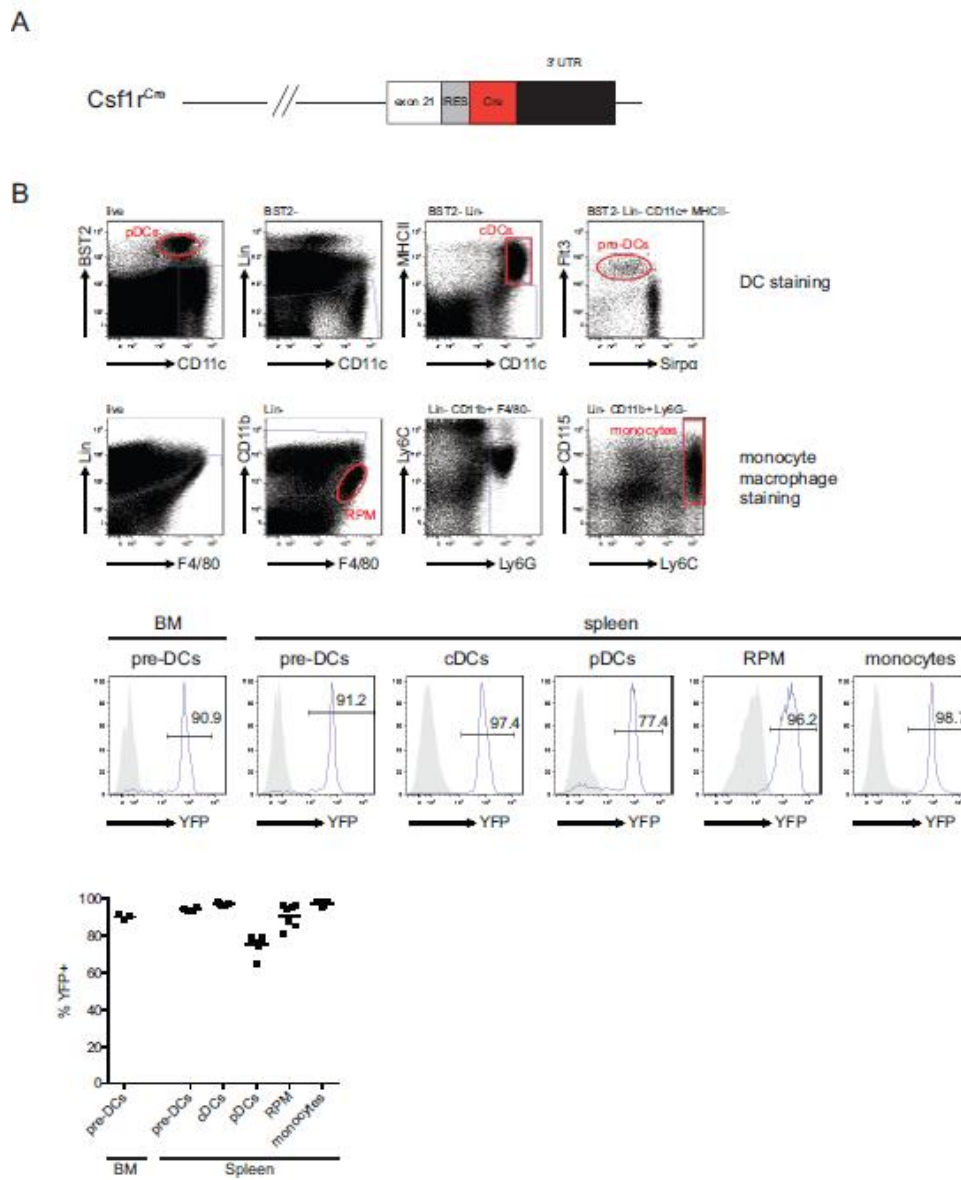 A
3' UTR
Csf1rCre
exon 21 IRES Cre
B
live BST2- BST2- Lin- BST2- Lin- CD11c+ MHCII-
pDCs cDCs pre-DCs
BST2 Lin MHCII Flt3
DC staining
CD11c CD11c CD11c Sirpα
live Lin- Lin- CD11b+ F4/80- Lin- CD11b+ Ly6G-
monocytes
Lin CD11b Ly6C CD115
RPM
monocyte
macrophage
staining
F4/80 F4/80 Ly6G Ly6C
BM spleen
pre-DCs pre-DCs cDCs pDCs RPM monocytes
90.9 91.2 97.4 77.4 96.2 98.7
YFP YFP YFP YFP YFP YFP
% YFP+
100
80
60
40
20
0
pre-DCs pre-DCs cDCs pDCs RPM monocytes
BM Spleen